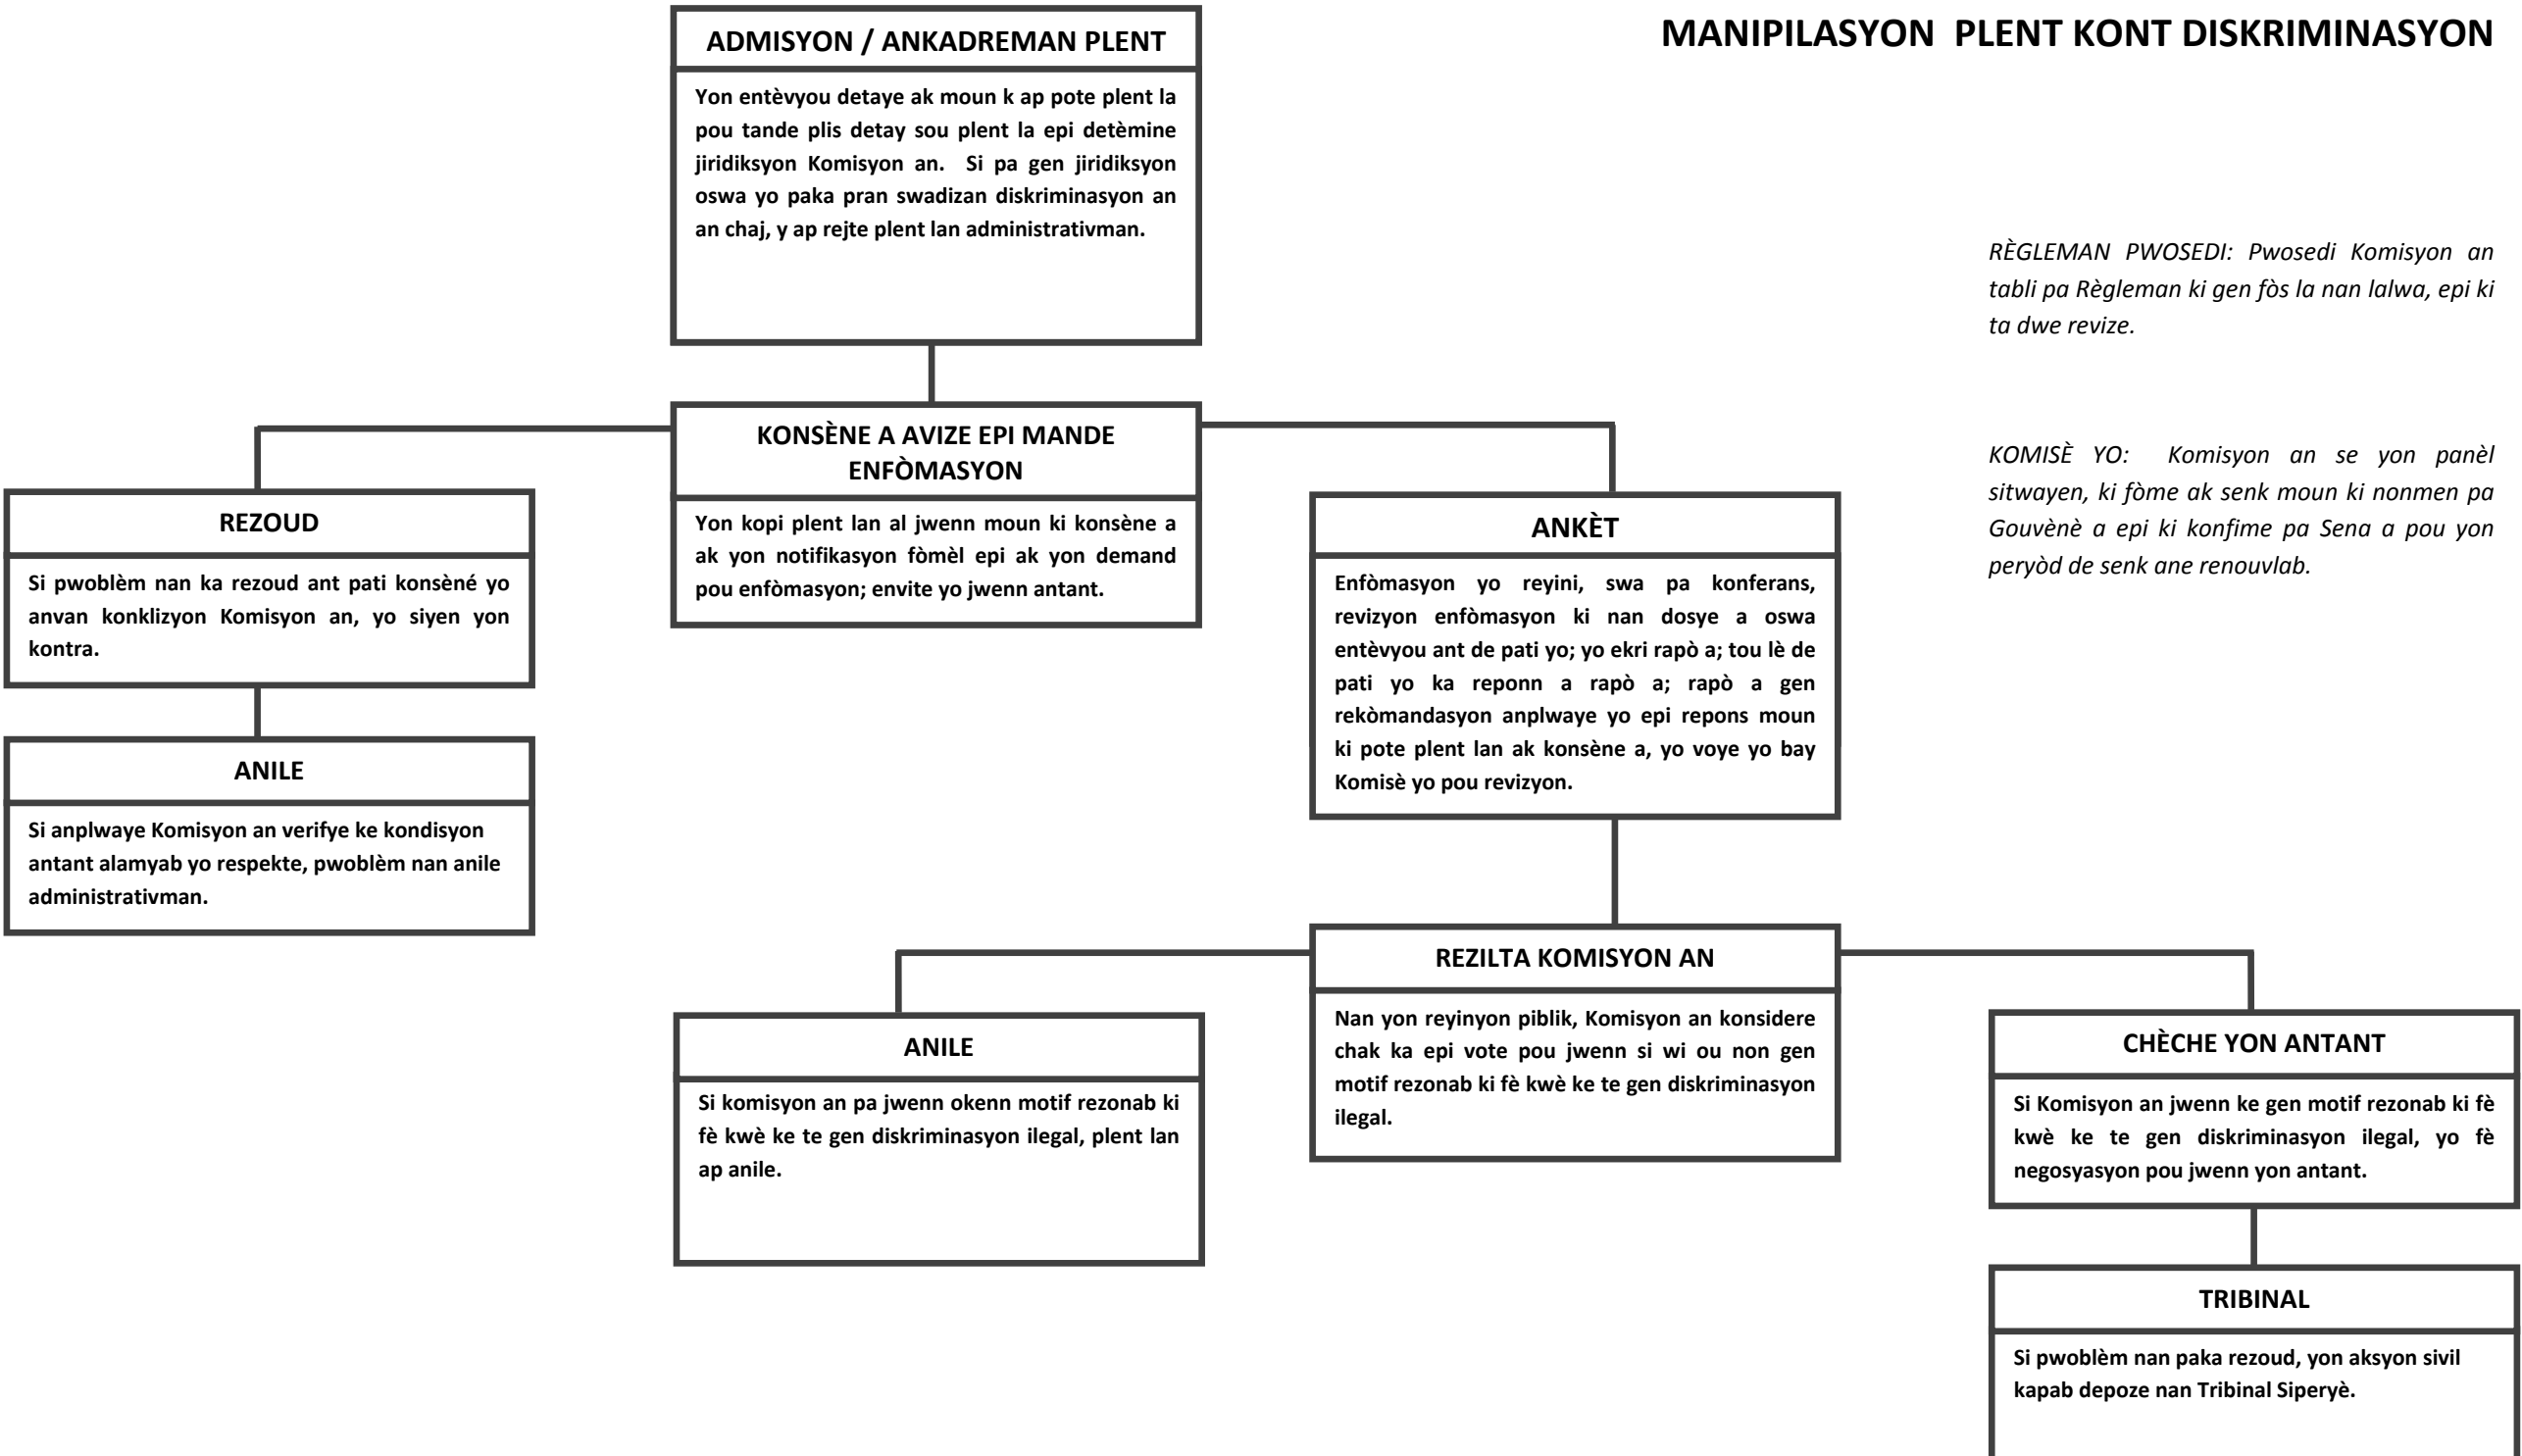 MANIPILASYON PLENT KONT DISKRIMINASYON
ADMISYON / ANKADREMAN PLENT
Yon entèvyou detaye ak moun k ap pote plent la
pou tande plis detay sou plent la epi detèmine
jiridiksyon Komisyon an. Si pa gen jiridiksyon
oswa yo paka pran swadizan diskriminasyon an
an chaj, y ap rejte plent lan administrativman.
RÈGLEMAN PWOSEDI: Pwosedi Komisyon an
tabli pa Règleman ki gen fòs la nan lalwa, epi ki
ta dwe revize.
KOMISÈ YO: Komisyon an se yon panèl
sitwayen, ki fòme ak senk moun ki nonmen pa
Gouvènè a epi ki konfime pa Sena a pou yon
peryòd de senk ane renouvlab.
KONSÈNE A AVIZE EPI MANDE
ENFÒMASYON
Yon kopi plent lan al jwenn moun ki konsène a
ak yon notifikasyon fòmèl epi ak yon demand
pou enfòmasyon; envite yo jwenn antant.
REZOUD
Si pwoblèm nan ka rezoud ant pati konsèné yo
anvan konklizyon Komisyon an, yo siyen yon
kontra.
ANILE
Si anplwaye Komisyon an verifye ke kondisyon
antant alamyab yo respekte, pwoblèm nan anile
administrativman.
ANKÈT
Enfòmasyon yo reyini, swa pa konferans,
revizyon enfòmasyon ki nan dosye a oswa
entèvyou ant de pati yo; yo ekri rapò a; tou lè de
pati yo ka reponn a rapò a; rapò a gen
rekòmandasyon anplwaye yo epi repons moun
ki pote plent lan ak konsène a, yo voye yo bay
Komisè yo pou revizyon.
REZILTA KOMISYON AN
Nan yon reyinyon piblik, Komisyon an konsidere
chak ka epi vote pou jwenn si wi ou non gen
motif rezonab ki fè kwè ke te gen diskriminasyon
ilegal.
ANILE
Si komisyon an pa jwenn okenn motif rezonab ki
fè kwè ke te gen diskriminasyon ilegal, plent lan
ap anile.
CHÈCHE YON ANTANT
Si Komisyon an jwenn ke gen motif rezonab ki fè
kwè ke te gen diskriminasyon ilegal, yo fè
negosyasyon pou jwenn yon antant.
TRIBINAL
Si pwoblèm nan paka rezoud, yon aksyon sivil
kapab depoze nan Tribinal Siperyè.